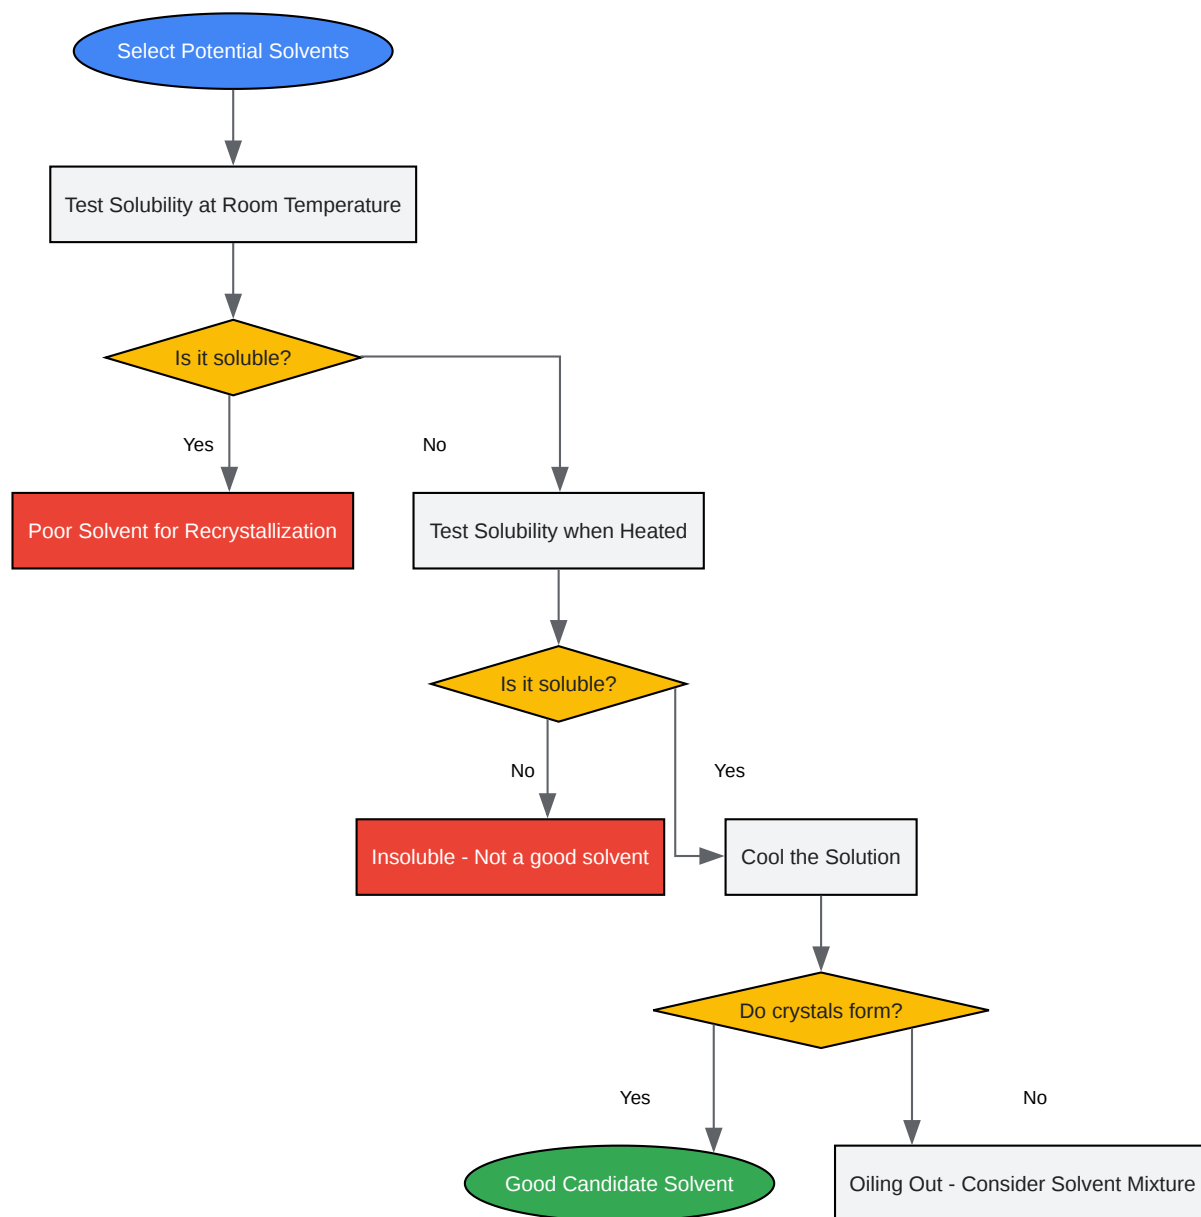 Select Potential Solvents
Test Solubility at Room Temperature
Is it soluble?
Yes
No
Poor Solvent for Recrystallization
Test Solubility when Heated
Is it soluble?
No
Yes
Insoluble - Not a good solvent
Cool the Solution
Do crystals form?
Yes
No
Good Candidate Solvent
Oiling Out - Consider Solvent Mixture